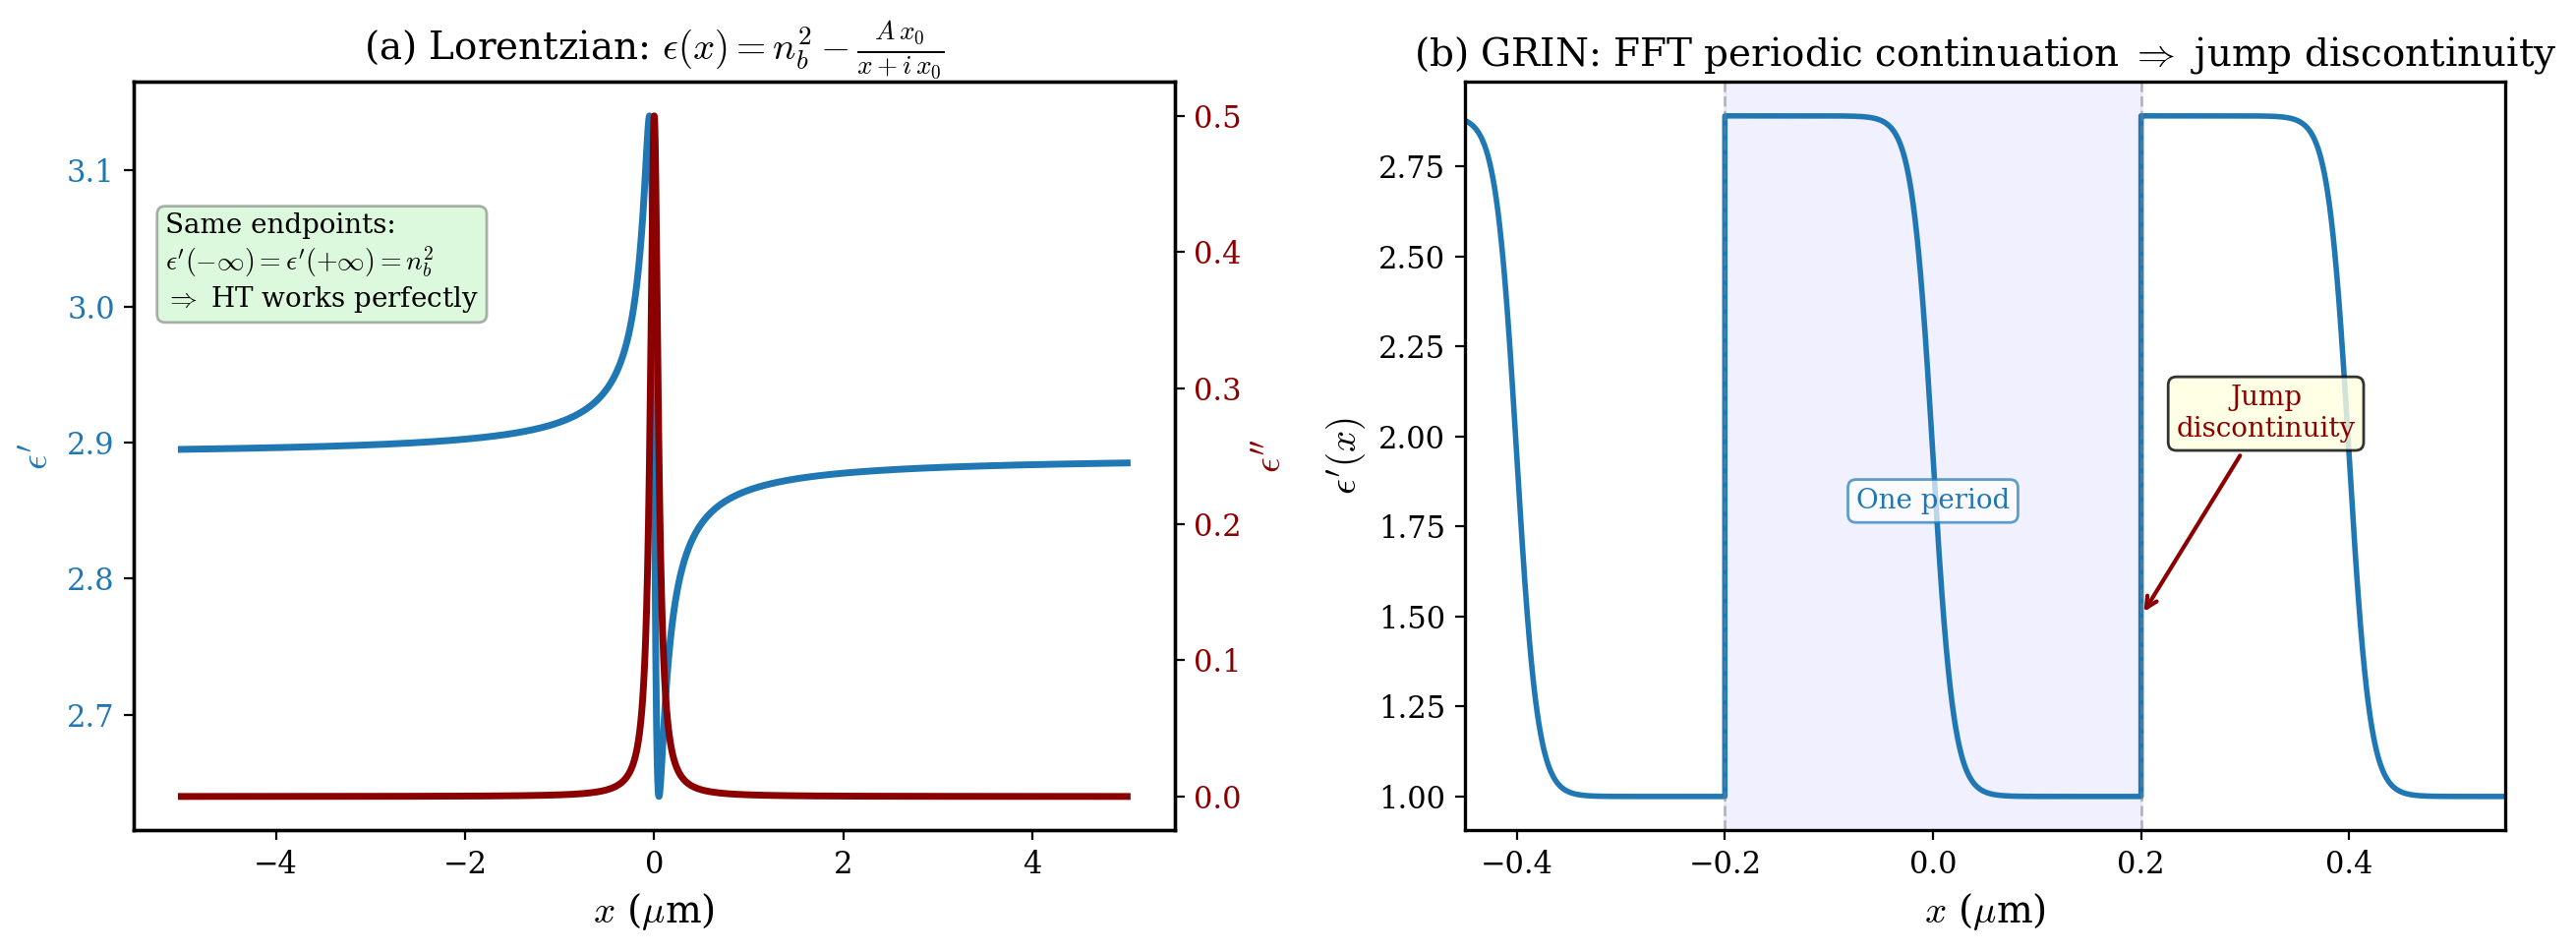 (a) Lorentzian: ϵ(x) = n_b^2 − A x_0 / (x + i x_0)
3.1
3.0
2.9
2.8
2.7
ϵ′
Same endpoints:
ϵ′(−∞) = ϵ′(+∞) = n_b^2
⇒ HT works perfectly
0.5
0.4
0.3
0.2
0.1
0.0
ϵ″
−4
−2
0
2
4
x (μm)
(b) GRIN: FFT periodic continuation ⇒ jump discontinuity
2.75
2.50
2.25
2.00
1.75
1.50
1.25
1.00
ϵ′(x)
Jump
discontinuity
One period
−0.4
−0.2
0.0
0.2
0.4
x (μm)